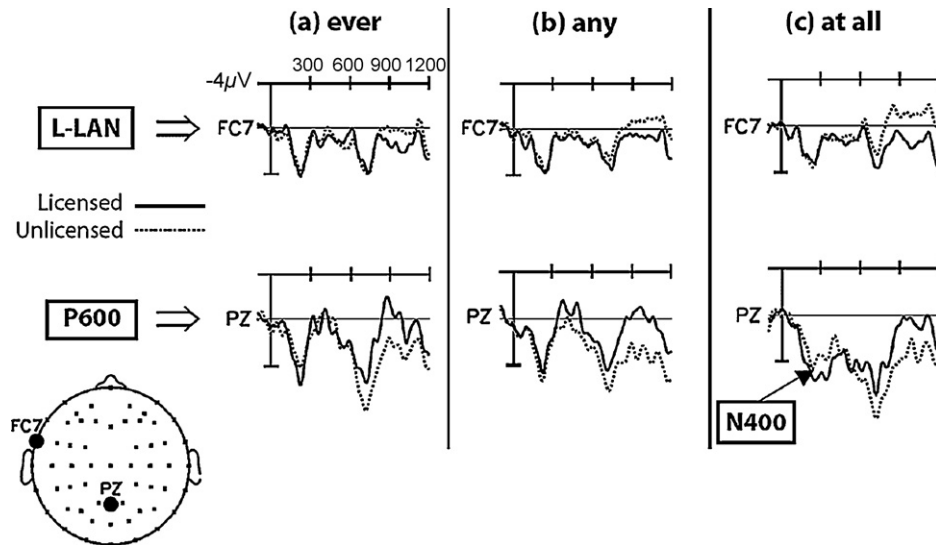 (a) ever
(b) any
(c) at all
-4µV
300 600 900 1200
L-LAN
FC7
FC7
FC7
Licensed
Unlicensed
P600
PZ
PZ
PZ
N400
FC7
PZ